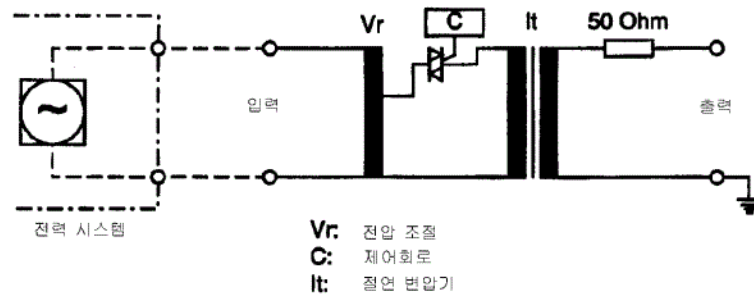 Vr
C
It
50 Ohm
~
입력
출력
전력 시스템
Vr: 전압 조절
C: 제어회로
It: 절연 변압기